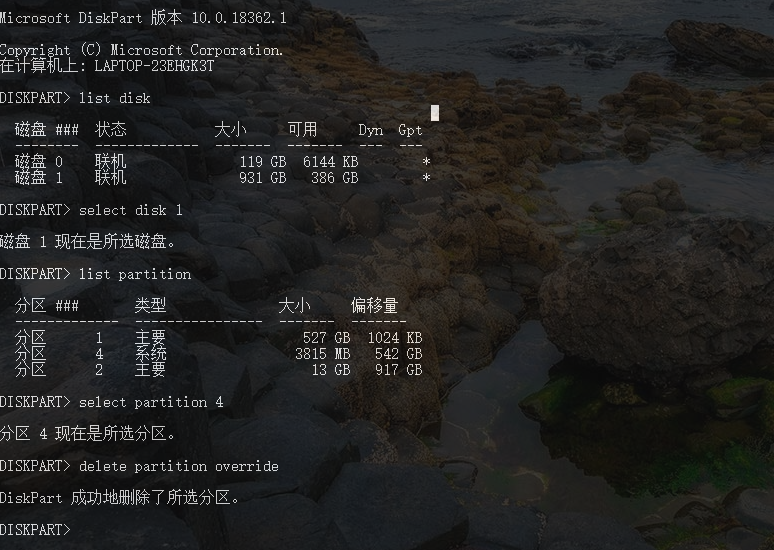 Microsoft DiskPart 版本 10.0.18362.1
Copyright (C) Microsoft Corporation.
在计算机上: LAPTOP-23EHGK3T
DISKPART> list disk
磁盘 ### 状态 大小 可用 Dyn Gpt
-------- ------------- ------- ------- --- ---
磁盘 0 联机 119 GB 6144 KB *
磁盘 1 联机 931 GB 386 GB *
DISKPART> select disk 1
磁盘 1 现在是所选磁盘。
DISKPART> list partition
分区 ### 类型 大小 偏移量
------------- ---------------- ------- -------
分区 1 主要 527 GB 1024 KB
分区 4 系统 3815 MB 542 GB
分区 2 主要 13 GB 917 GB
DISKPART> select partition 4
分区 4 现在是所选分区。
DISKPART> delete partition override
DiskPart 成功地删除了所选分区。
DISKPART>